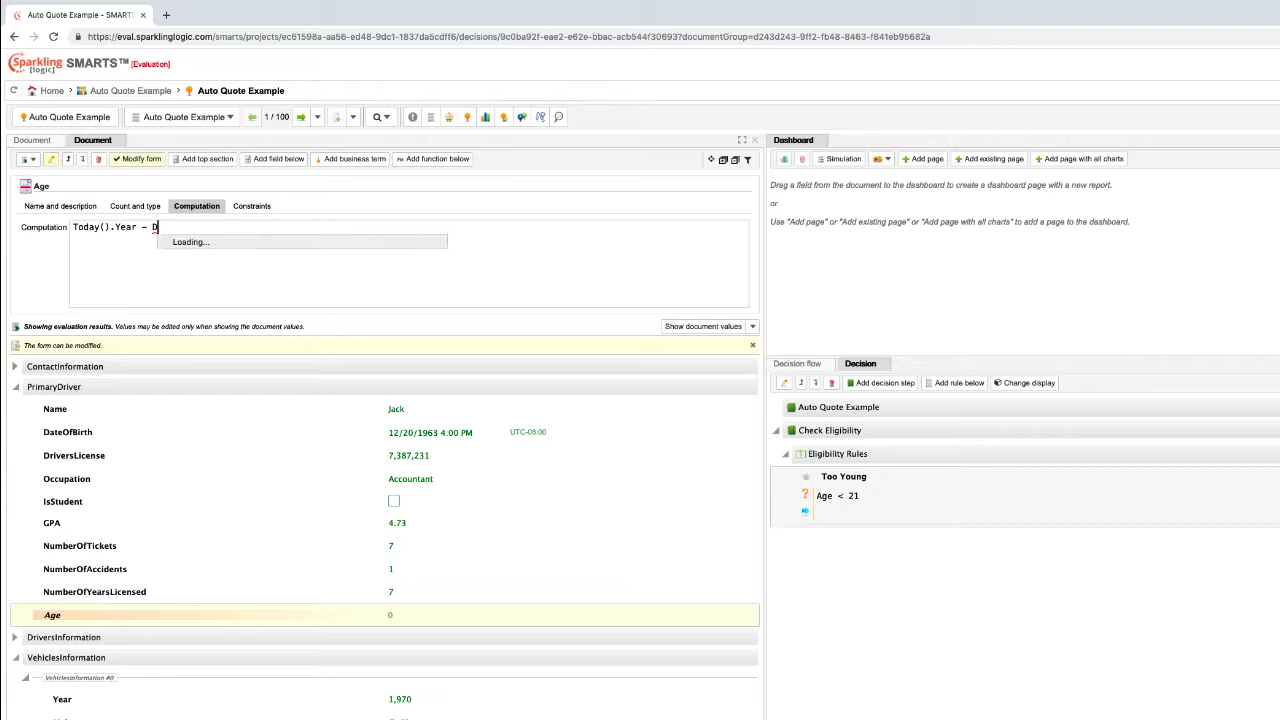 Auto Quote Example - SMART
https://eval.sparklinglogic.com/smarts/projects/ec61598a-aa56-ed48-9dc1-1837da5cdff6/decisions/9c0ba92f-eae2-e62e-bbac-acb544f30693?documentGroup=d243d243-9ff2-fb48-8463-f841eb95682a
Sparkling [logic] SMARTS™ [Evaluation]
Home > Auto Quote Example > Auto Quote Example
Auto Quote Example Auto Quote Example 1 / 100
Document Document
Modify form Add top section Add field below Add business term fx Add function below
Age
Name and description Count and type Computation Constraints
Computation Today().Year - D
Loading...
Showing evaluation results. Values may be edited only when showing the document values. Show document values
The form can be modified.
ContactInformation
PrimaryDriver
Name Jack
DateOfBirth 12/20/1963 4:00 PM UTC-08:00
DriversLicense 7,387,231
Occupation Accountant
IsStudent
GPA 4.73
NumberOfTickets 7
NumberOfAccidents 1
NumberOfYearsLicensed 7
Age 0
DriversInformation
VehiclesInformation
VehiclesInformation #0
Year 1,970
Dashboard
Simulation Add page Add existing page Add page with all charts
Drag a field from the document to the dashboard to create a dashboard page with a new report.
or
Use "Add page" or "Add existing page" or "Add page with all charts" to add a page to the dashboard.
Decision flow Decision
Add decision step Add rule below Change display
Auto Quote Example
Check Eligibility
Eligibility Rules
Too Young
Age < 21